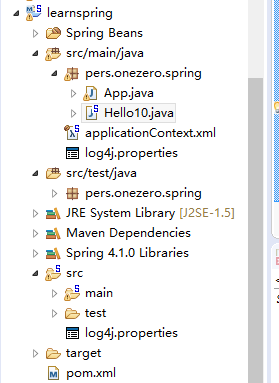 learnspring
Spring Beans
src/main/java
pers.onezero.spring
App.java
Hello10.java
applicationContext.xml
log4j.properties
src/test/java
pers.onezero.spring
JRE System Library [J2SE-1.5]
Maven Dependencies
Spring 4.1.0 Libraries
src
main
test
log4j.properties
target
pom.xml